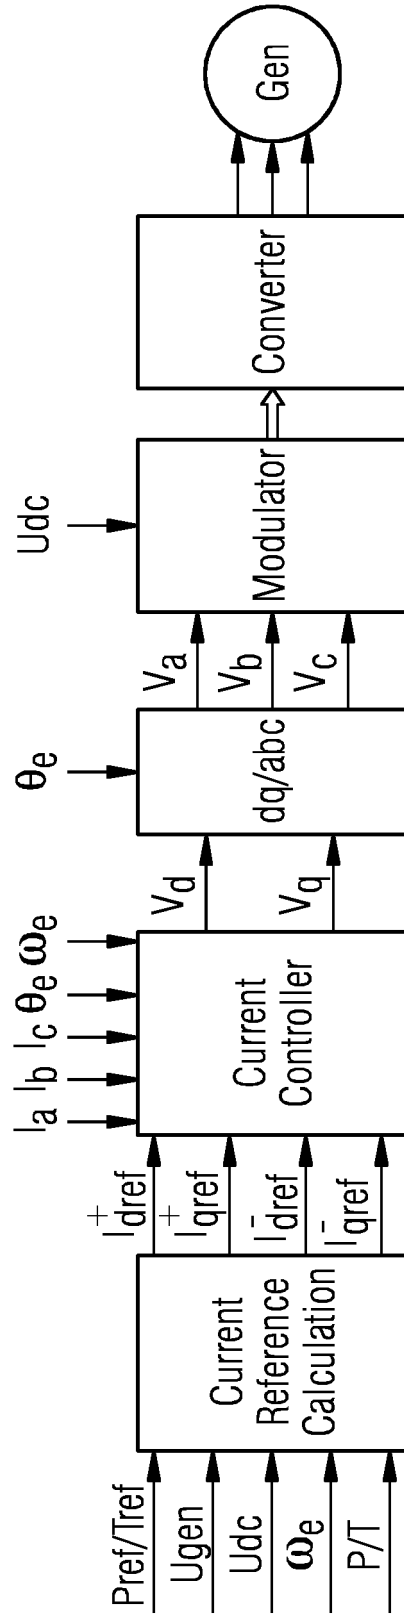 Pref/Tref
Ugen
Udc
ωe
P/T
Current
Reference
Calculation
I+dref
I+qref
I-dref
I-qref
Ia
Ib
Ic
θe
ωe
Current
Controller
Vd
Vq
θe
dq/abc
Va
Vb
Vc
Udc
Modulator
Converter
Gen